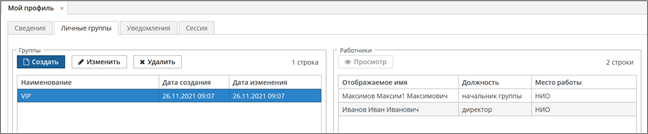 Мой профиль ×
Сведения Личные группы Уведомления Сессия
Группы
Создать Изменить Удалить 1 строка
Наименование Дата создания Дата изменения
VIP 26.11.2021 09:07 26.11.2021 09:07
Работники
Просмотр 2 строки
Отображаемое имя Должность Место работы
Максимов Максим1 Максимович начальник группы НИО
Иванов Иван Иванович директор НИО